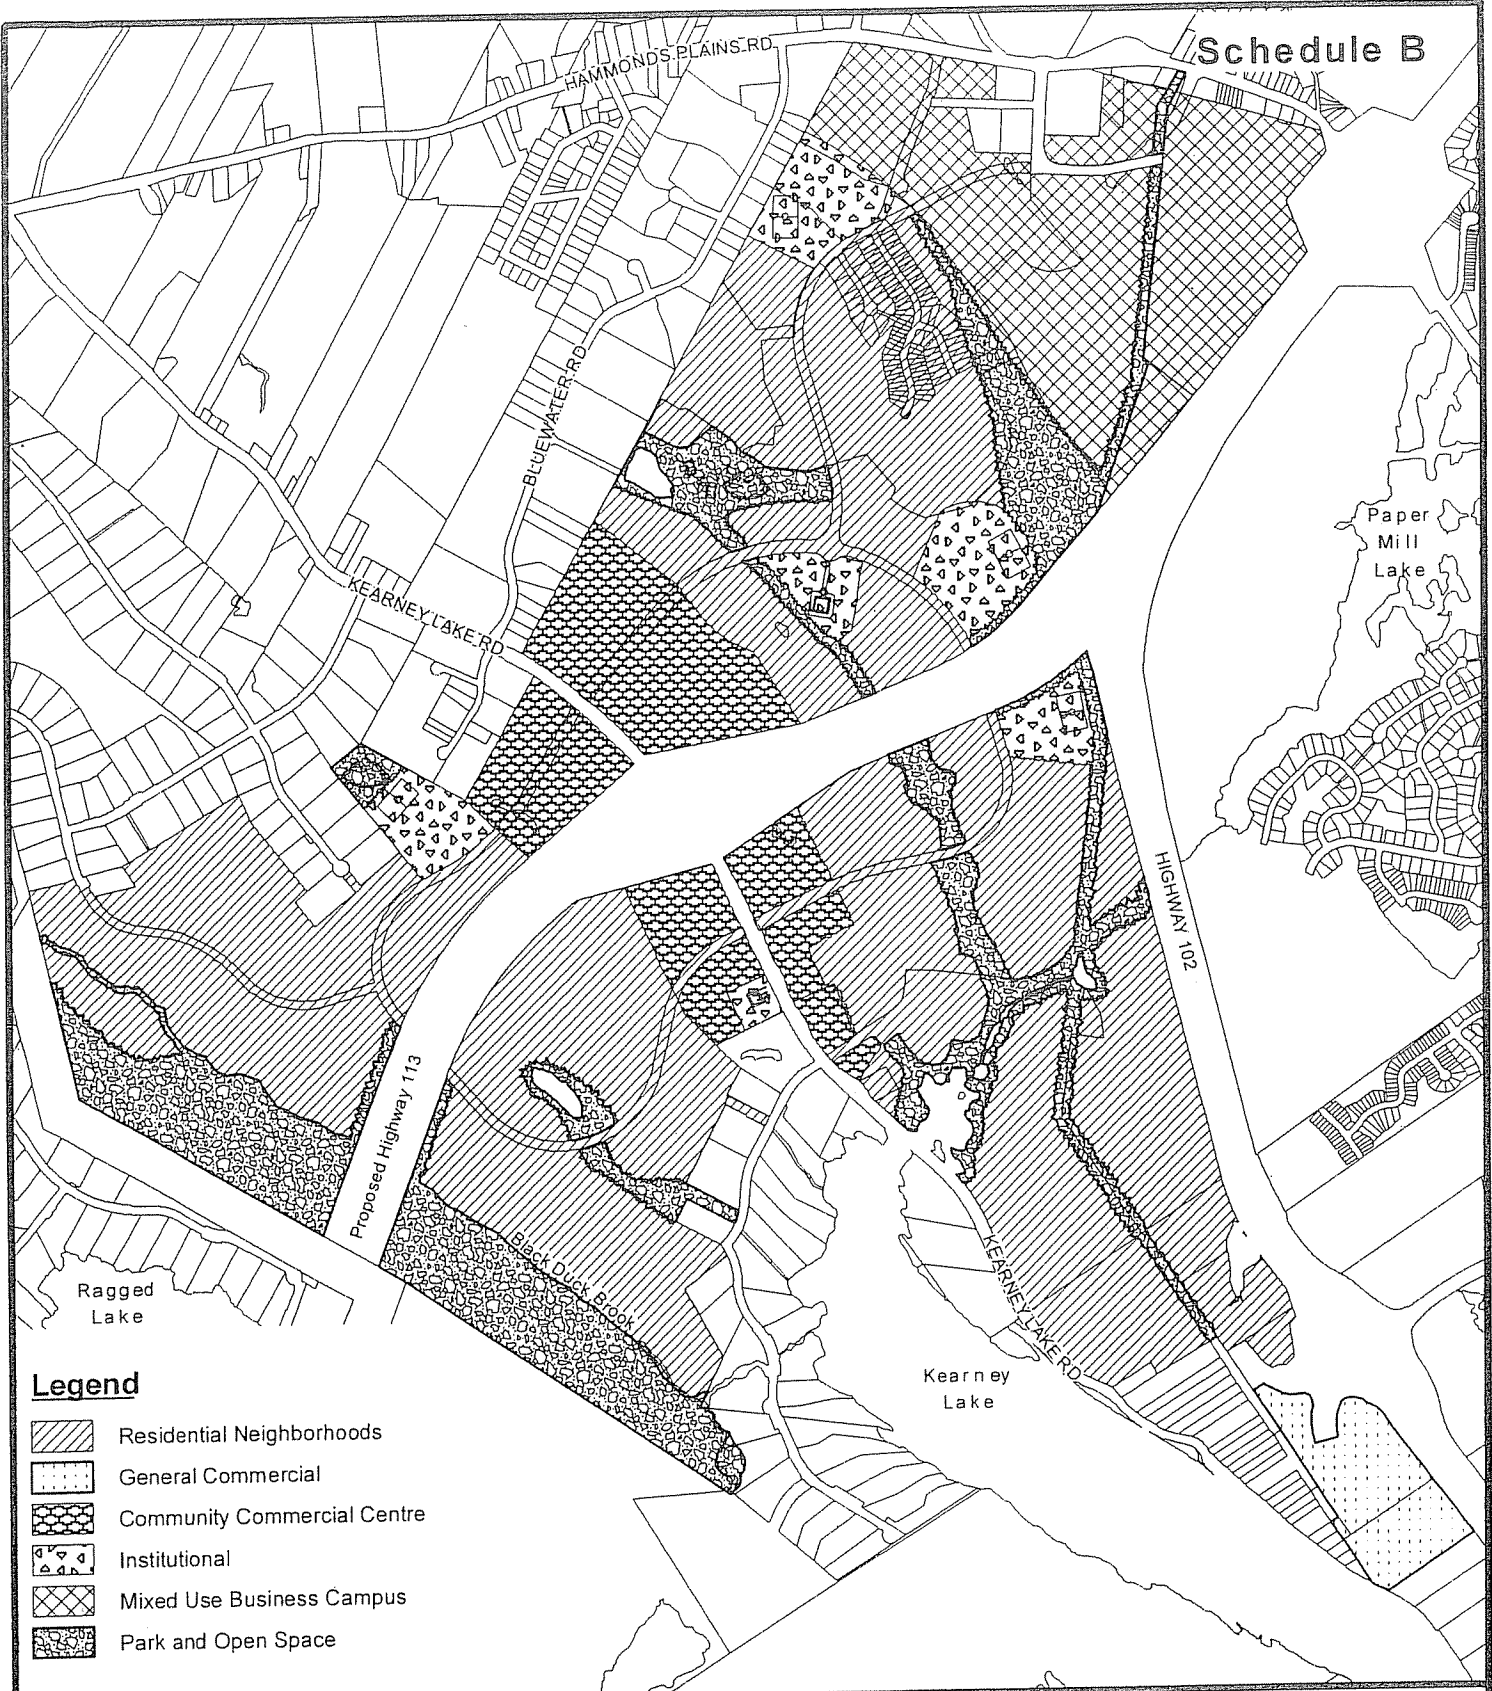 Schedule B
HAMMONDS PLAINS RD
BLUEWATER RD
Paper
Mill
Lake
KEARNEY LAKE RD
HIGHWAY 102
Proposed Highway 113
Black Duck Brook
KEARNEY LAKE RD
Ragged
Lake
Kearney
Lake
Legend
Residential Neighborhoods
General Commercial
Community Commercial Centre
Institutional
Mixed Use Business Campus
Park and Open Space